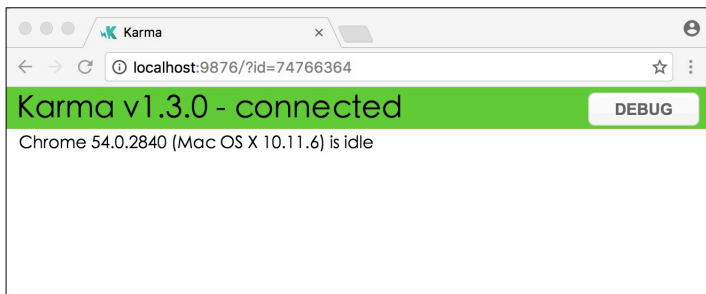 Karma
localhost:9876/?id=74766364
Karma v1.3.0 - connected
DEBUG
Chrome 54.0.2840 (Mac OS X 10.11.6) is idle